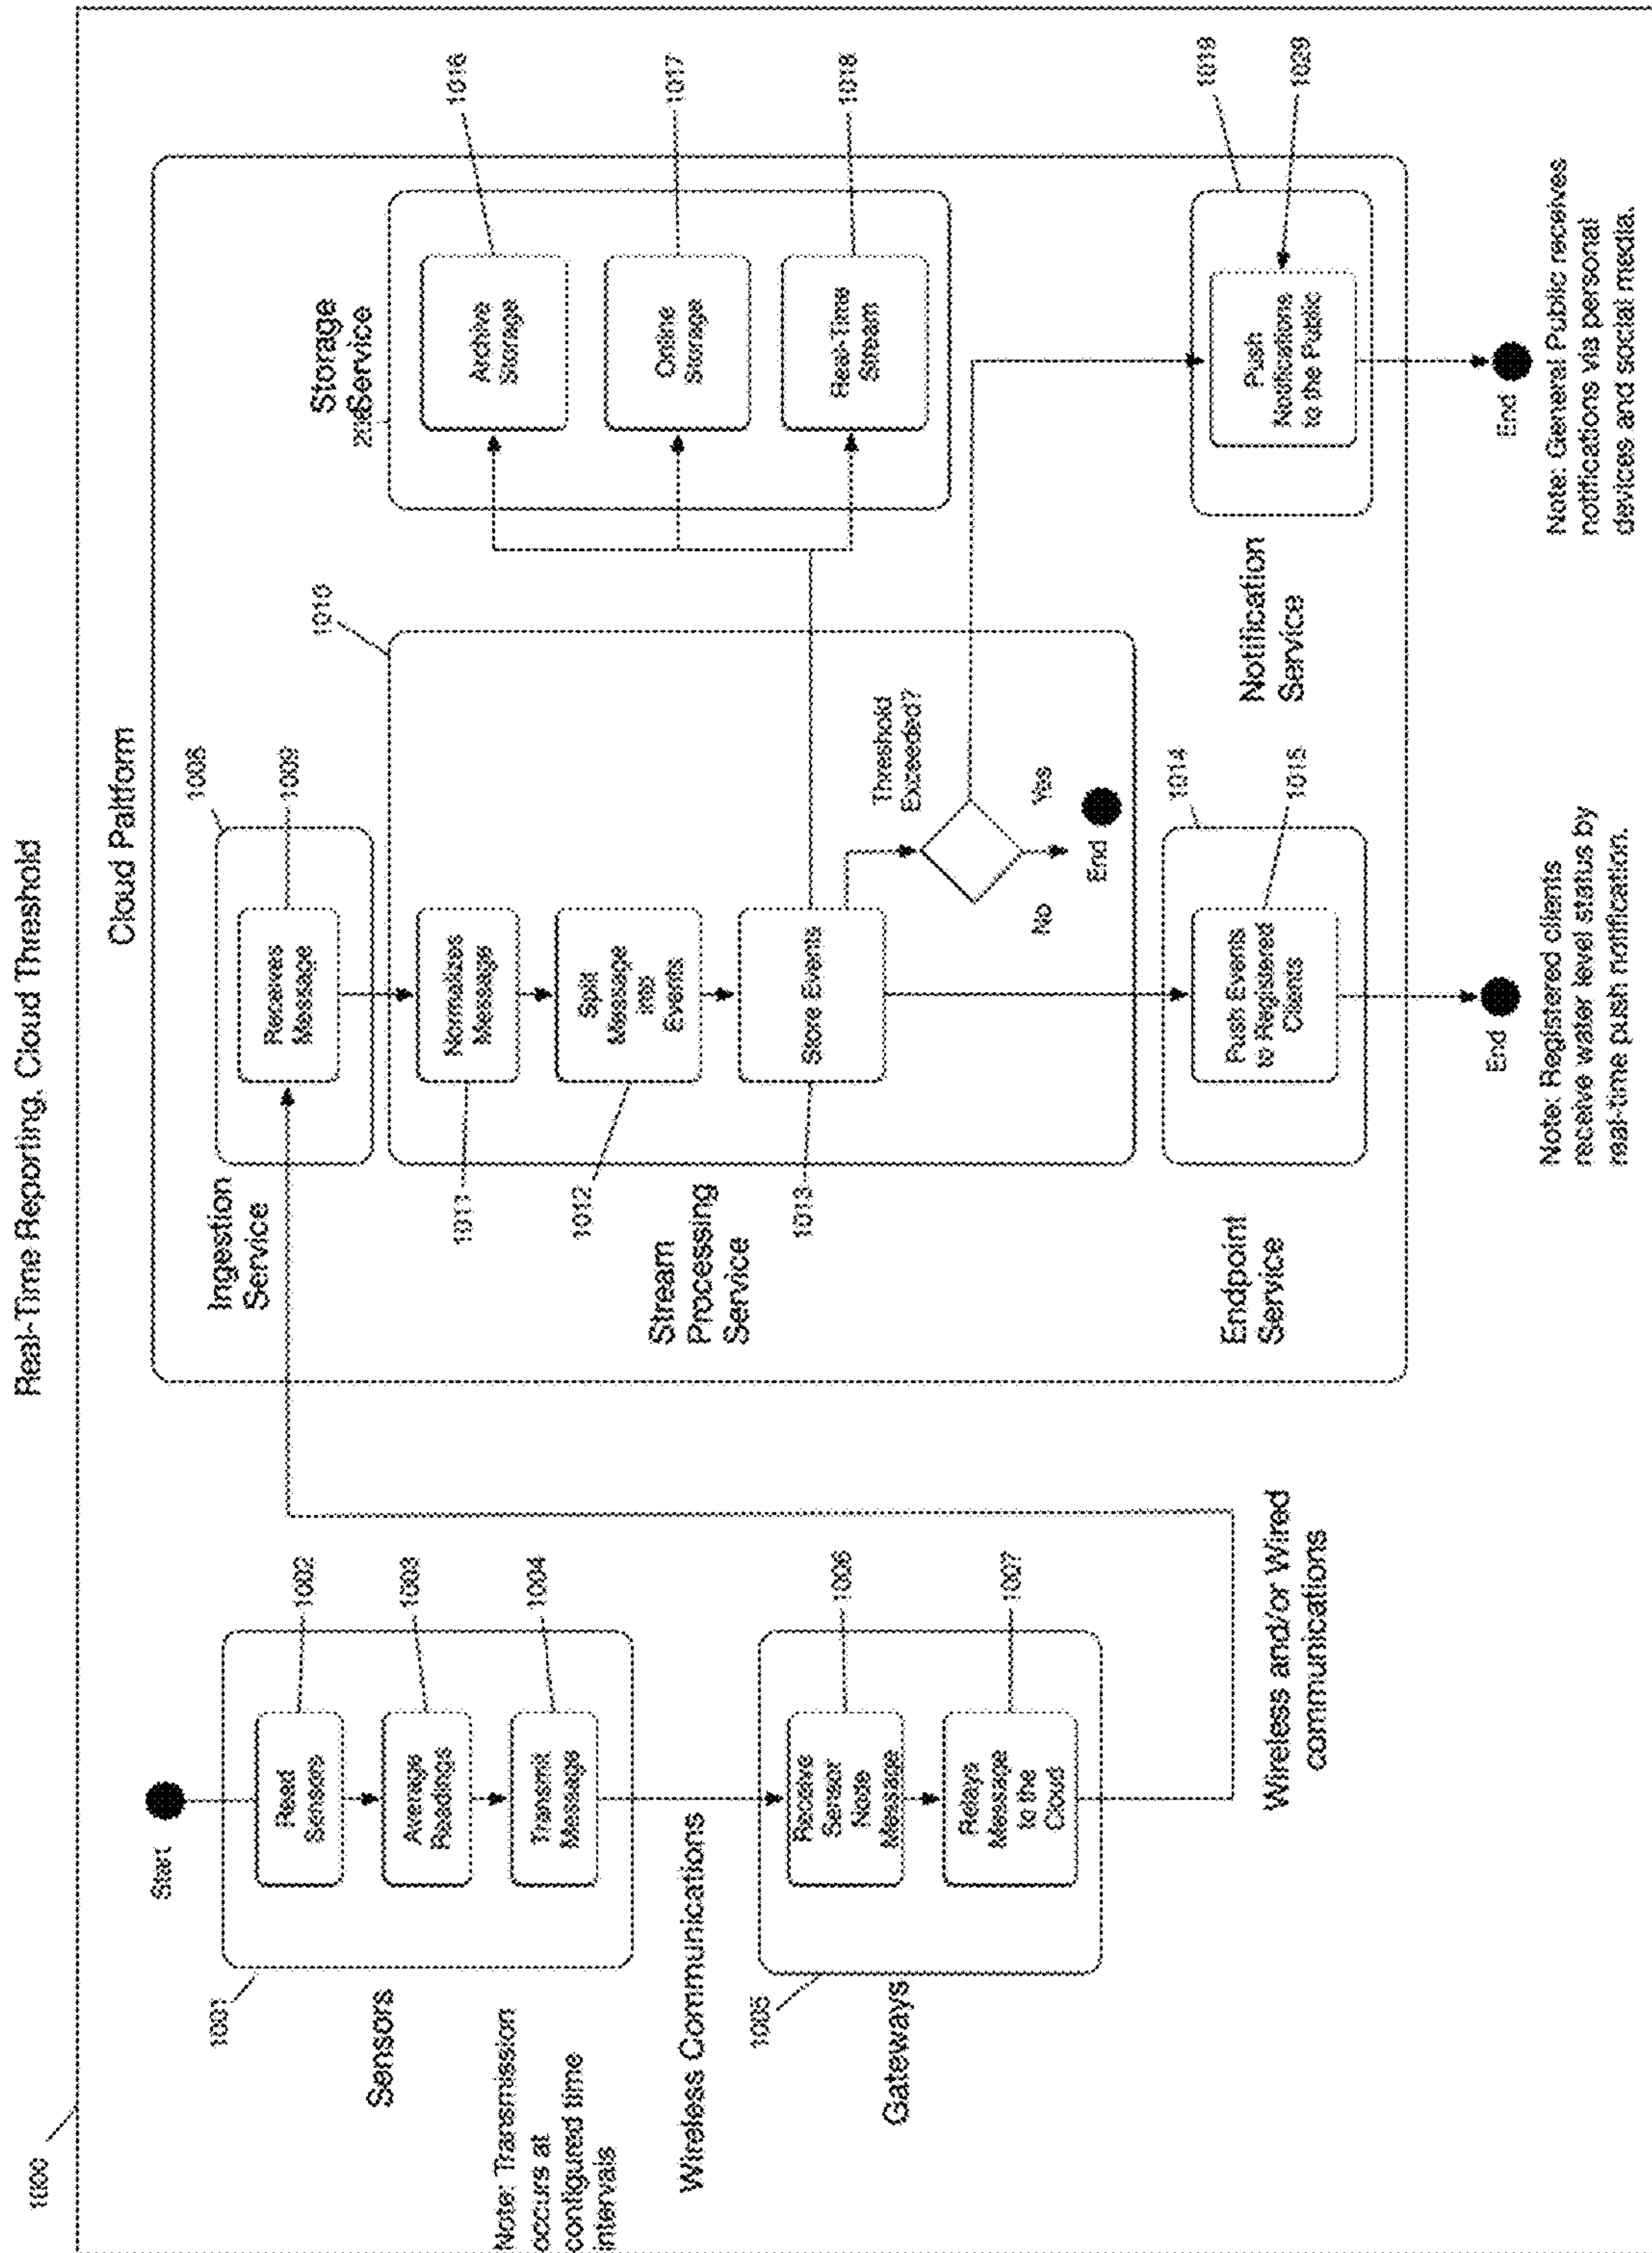 1000
Real-Time Reporting, Cloud Threshold
Start
1001
Read
Sensors
1002
Average
Readings
1003
Transmit
Message
1004
Sensors
Note: Transmission
occurs at
configured time
intervals
Wireless Communications
1005
Gateways
Receive
Sensor
Node
Message
1006
Relays
Message
to the
Cloud
1007
Wireless and/or Wired
communications
Cloud Paltform
Ingestion
Service
1008
Receives
Message
1009
1010
Stream
Processing
Service
1011
Normalizes
Message
1012
Split
Message
into
Events
1013
Store Events
Threshold
Exceeded?
No
Yes
End
Storage
Service
Archive
Storage
1016
Online
Storage
1017
Real-Time
Stream
1018
Endpoint
Service
1014
Push Events
to Registered
Clients
1015
End
Note: Registered clients
receive water level status by
real-time push notification.
Notification
Service
1019
Push
Notifications
to the Public
1029
End
Note: General Public receives
notifications via personal
devices and social media.